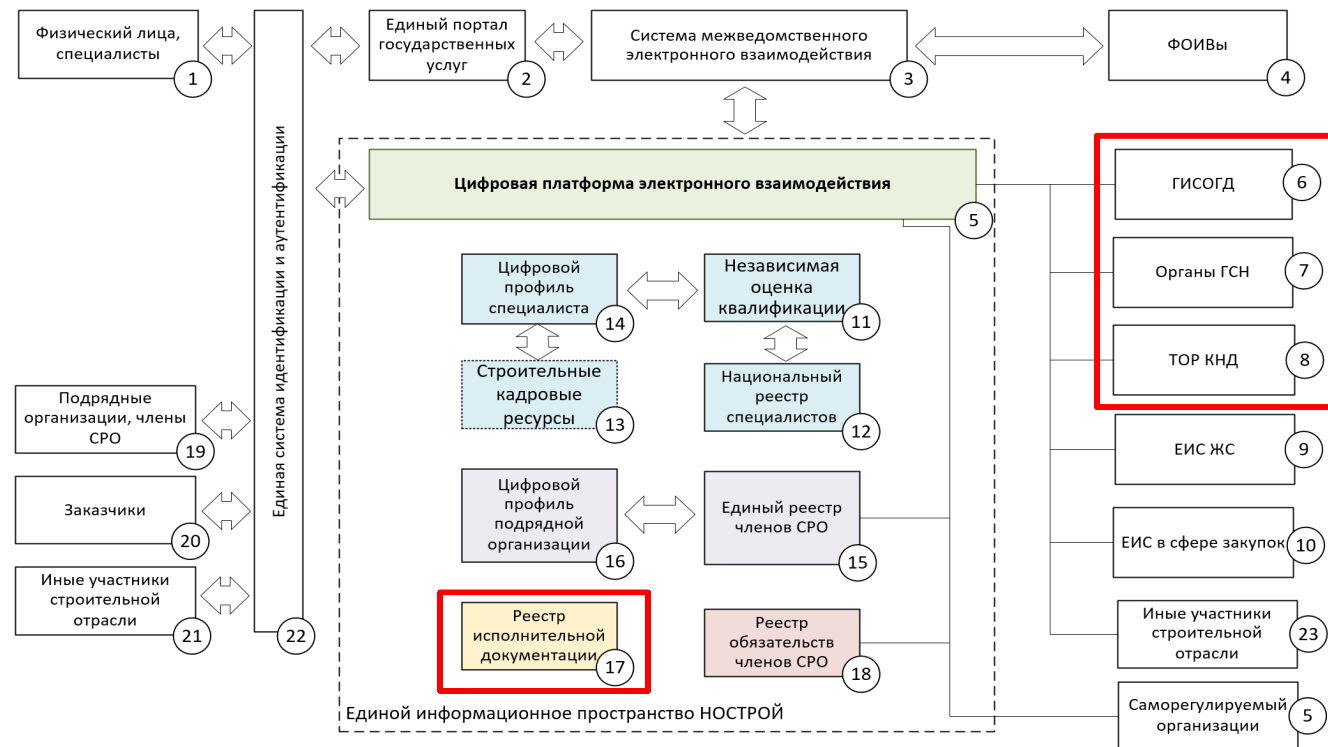 Физический лица,
специалисты
1
Единый портал
государственных
услуг
2
Система межведомственного
электронного взаимодействия
3
ФОИВы
4
Единая система идентификации и аутентификации
22
Цифровая платформа электронного взаимодействия
5
ГИСОГД
6
Органы ГСН
7
ТОР КНД
8
ЕИС ЖС
9
ЕИС в сфере закупок
10
Иные участники
строительной
отрасли
23
Саморегулируемый
организации
5
Цифровой
профиль
специалиста
14
Независимая
оценка
квалификации
11
Строительные
кадровые
ресурсы
13
Национальный
реестр
специалистов
12
Подрядные
организации, члены
СРО
19
Заказчики
20
Иные участники
строительной
отрасли
21
Цифровой
профиль
подрядной
организации
16
Единый реестр
членов СРО
15
Реестр
исполнительной
документации
17
Реестр
обязательств
членов СРО
18
Единой информационное пространство НОСТРОЙ